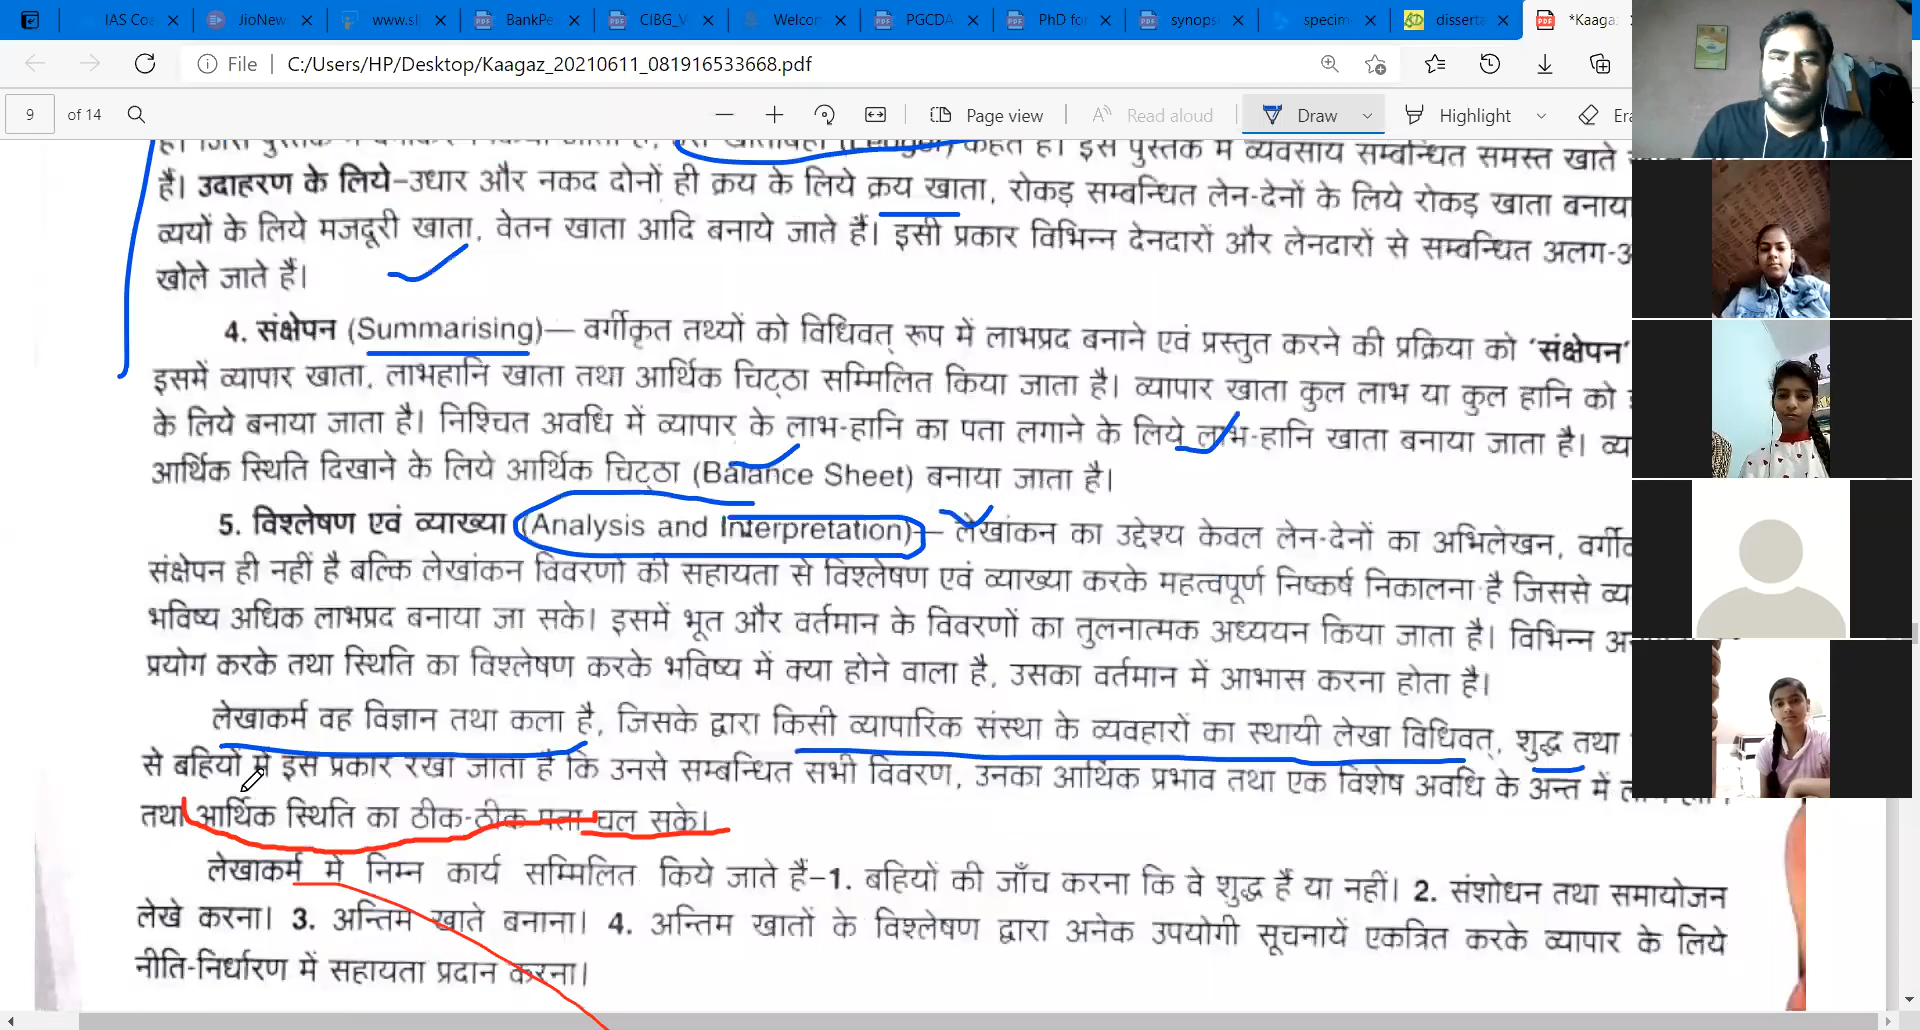 IAS Coa
JioNew
www.sl
BankPe
CIBG_V
Welcon
PGCDA
PhD for
synops
specim
disserta
*Kaaga
File C:/Users/HP/Desktop/Kaagaz_20210611_081916533668.pdf
9 of 14 Page view Read aloud Draw Highlight Era
कहते हैं। इस पुस्तक में व्यवसाय सम्बन्धित समस्त खाते
हैं। उदाहरण के लिये–उधार और नकद दोनों ही क्रय के लिये क्रय खाता, रोकड़ सम्बन्धित लेन-देनों के लिये रोकड़ खाता बनाया
व्ययों के लिये मजदूरी खाता, वेतन खाता आदि बनाये जाते हैं। इसी प्रकार विभिन्न देनदारों और लेनदारों से सम्बन्धित अलग-अ
खोले जाते हैं।
4. संक्षेपन (Summarising)— वर्गीकृत तथ्यों को विधिवत् रूप में लाभप्रद बनाने एवं प्रस्तुत करने की प्रक्रिया को 'संक्षेपन'
इसमें व्यापार खाता, लाभहानि खाता तथा आर्थिक चिट्ठा सम्मिलित किया जाता है। व्यापार खाता कुल लाभ या कुल हानि को
के लिये बनाया जाता है। निश्चित अवधि में व्यापार के लाभ-हानि का पता लगाने के लिये लाभ-हानि खाता बनाया जाता है। व्य
आर्थिक स्थिति दिखाने के लिये आर्थिक चिट्ठा (Balance Sheet) बनाया जाता है।
5. विश्लेषण एवं व्याख्या (Analysis and Interpretation)— लेखांकन का उद्देश्य केवल लेन-देनों का अभिलेखन, वर्गी
संक्षेपन ही नहीं है बल्कि लेखांकन विवरणों की सहायता से विश्लेषण एवं व्याख्या करके महत्वपूर्ण निष्कर्ष निकालना है जिससे व्य
भविष्य अधिक लाभप्रद बनाया जा सके। इसमें भूत और वर्तमान के विवरणों का तुलनात्मक अध्ययन किया जाता है। विभिन्न अ
प्रयोग करके तथा स्थिति का विश्लेषण करके भविष्य में क्या होने वाला है, उसका वर्तमान में आभास करना होता है।
लेखाकर्म वह विज्ञान तथा कला है, जिसके द्वारा किसी व्यापारिक संस्था के व्यवहारों का स्थायी लेखा विधिवत्, शुद्ध तथा
से बहियों में इस प्रकार रखा जाता है कि उनसे सम्बन्धित सभी विवरण, उनका आर्थिक प्रभाव तथा एक विशेष अवधि के अन्त में
तथा आर्थिक स्थिति का ठीक-ठीक पता चल सके।
लेखाकर्म में निम्न कार्य सम्मिलित किये जाते हैं–1. बहियों की जाँच करना कि वे शुद्ध हैं या नहीं। 2. संशोधन तथा समायोजन
लेखे करना। 3. अन्तिम खाते बनाना। 4. अन्तिम खातों के विश्लेषण द्वारा अनेक उपयोगी सूचनायें एकत्रित करके व्यापार के लिये
नीति-निर्धारण में सहायता प्रदान करना।